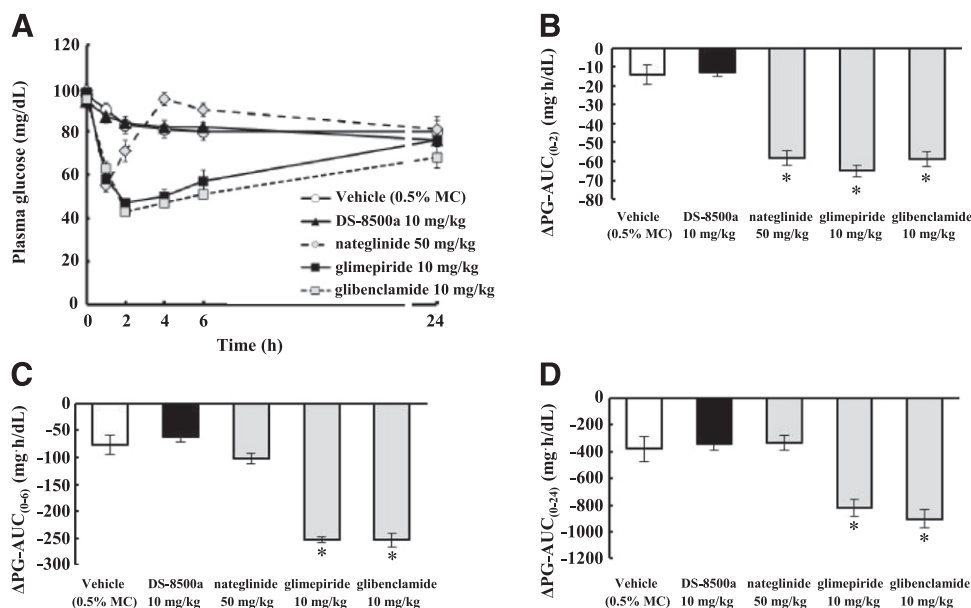 A
120
100
80
60
40
20
0
Plasma glucose (mg/dL)
Vehicle (0.5% MC)
DS-8500a 10 mg/kg
nateglinide 50 mg/kg
glimepiride 10 mg/kg
glibenclamide 10 mg/kg
0 2 4 6 24
Time (h)
B
0
-10
-20
-30
-40
-50
-60
-70
-80
ΔPG-AUC(0-2) (mg·h/dL)
* * *
Vehicle DS-8500a nateglinide glimepiride glibenclamide
(0.5% MC) 10 mg/kg 50 mg/kg 10 mg/kg 10 mg/kg
C
0
-50
-100
-150
-200
-250
-300
ΔPG-AUC(0-6) (mg·h/dL)
* *
Vehicle DS-8500a nateglinide glimepiride glibenclamide
(0.5% MC) 10 mg/kg 50 mg/kg 10 mg/kg 10 mg/kg
D
0
-200
-400
-600
-800
-1000
-1200
ΔPG-AUC(0-24) (mg·h/dL)
* *
Vehicle DS-8500a nateglinide glimepiride glibenclamide
(0.5% MC) 10 mg/kg 50 mg/kg 10 mg/kg 10 mg/kg